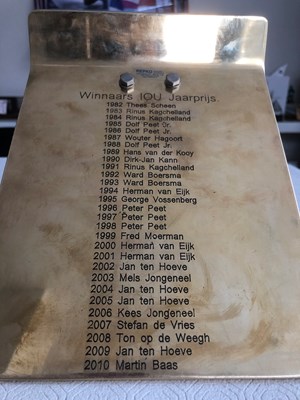 Winnaars IOU Jaarprijs
1982 Thees Scheen
1983 Rinus Kagchelland
1984 Rinus Kagchelland
1985 Dolf Peet Jr.
1986 Dolf Peet Jr.
1987 Wouter Hagoort
1988 Dolf Peet Jr.
1989 Hans van der Kooy
1990 Dirk-Jan Kann
1991 Rinus Kagchelland
1992 Ward Boersma
1993 Ward Boersma
1994 Herman van Eijk
1995 George Vossenberg
1996 Peter Peet
1997 Peter Peet
1998 Peter Peet
1999 Fred Moerman
2000 Herman van Eijk
2001 Herman van Eijk
2002 Jan ten Hoeve
2003 Mels Jongeneel
2004 Jan ten Hoeve
2005 Jan ten Hoeve
2006 Kees Jongeneel
2007 Stefan de Vries
2008 Ton op de Weegh
2009 Jan ten Hoeve
2010 Martin Baas